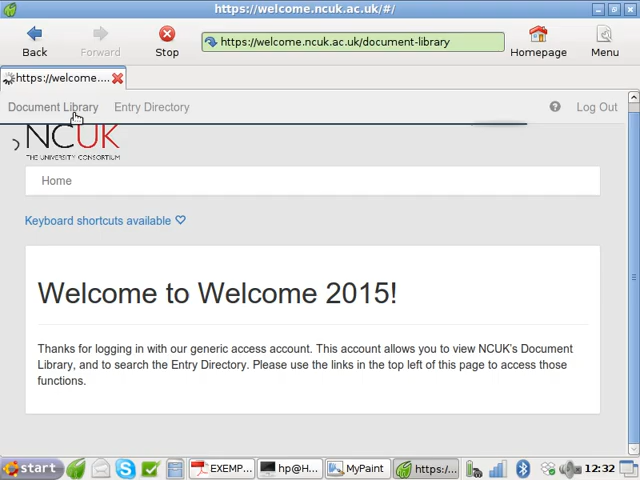 https://welcome.ncuk.ac.uk/#/
Back
Forward
Stop
https://welcome.ncuk.ac.uk/document-library
Homepage
Menu
https://welcome....
Document Library
Entry Directory
Log Out
NCUK
THE UNIVERSITY CONSORTIUM
Home
Keyboard shortcuts available
Welcome to Welcome 2015!
Thanks for logging in with our generic access account. This account allows you to view NCUK's Document
Library, and to search the Entry Directory. Please use the links in the top left of this page to access those
functions.
start
EXEMP...
hp@H...
MyPaint
https:/...
12:32